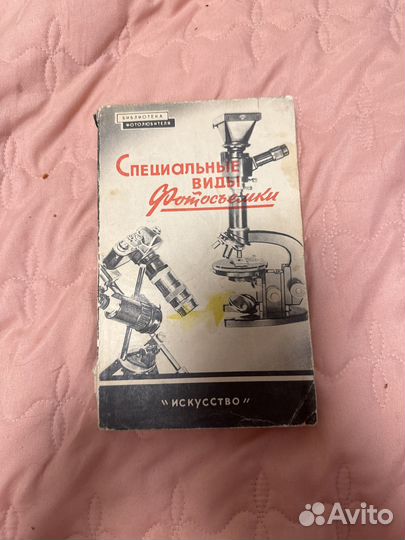 БИБЛИОТЕКА
ФОТОЛЮБИТЕЛЯ
СПЕЦИАЛЬНЫЕ
ВИДЫ
Фотосъемки
"ИСКУССТВО"
Avito